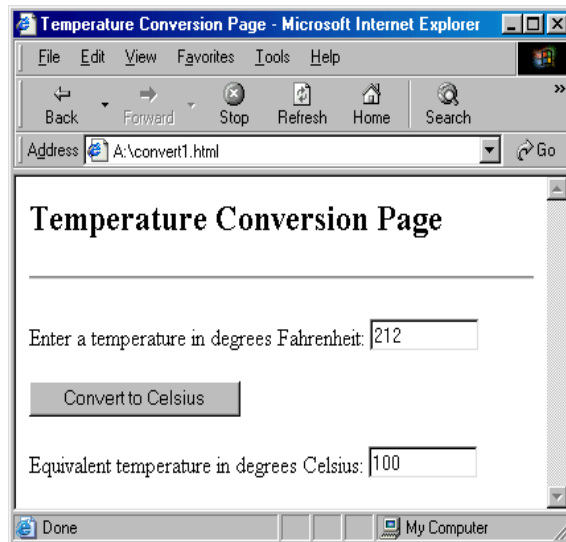 Temperature Conversion Page - Microsoft Internet Explorer
File Edit View Favorites Tools Help
Back Forward Stop Refresh Home Search »
Address A:\convert1.html Go
Temperature Conversion Page
Enter a temperature in degrees Fahrenheit: 212
Convert to Celsius
Equivalent temperature in degrees Celsius: 100
Done My Computer